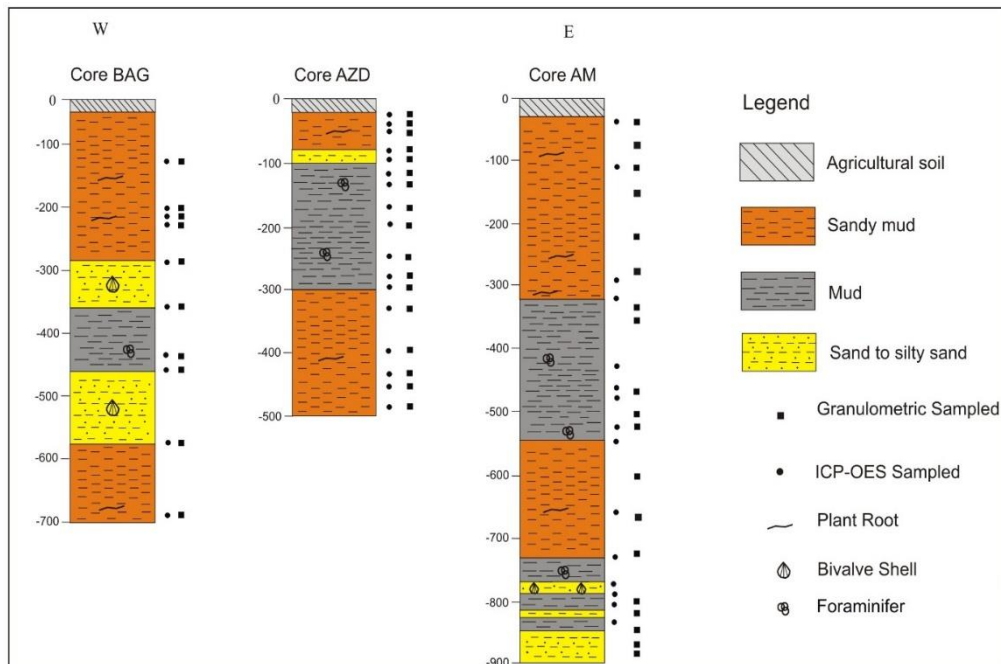 W
E
Core BAG
Core AZD
Core AM
0
-100
-200
-300
-400
-500
-600
-700
0
-100
-200
-300
-400
-500
0
-100
-200
-300
-400
-500
-600
-700
-800
-900
Legend
Agricultural soil
Sandy mud
Mud
Sand to silty sand
Granulometric Sampled
ICP-OES Sampled
Plant Root
Bivalve Shell
Foraminifer